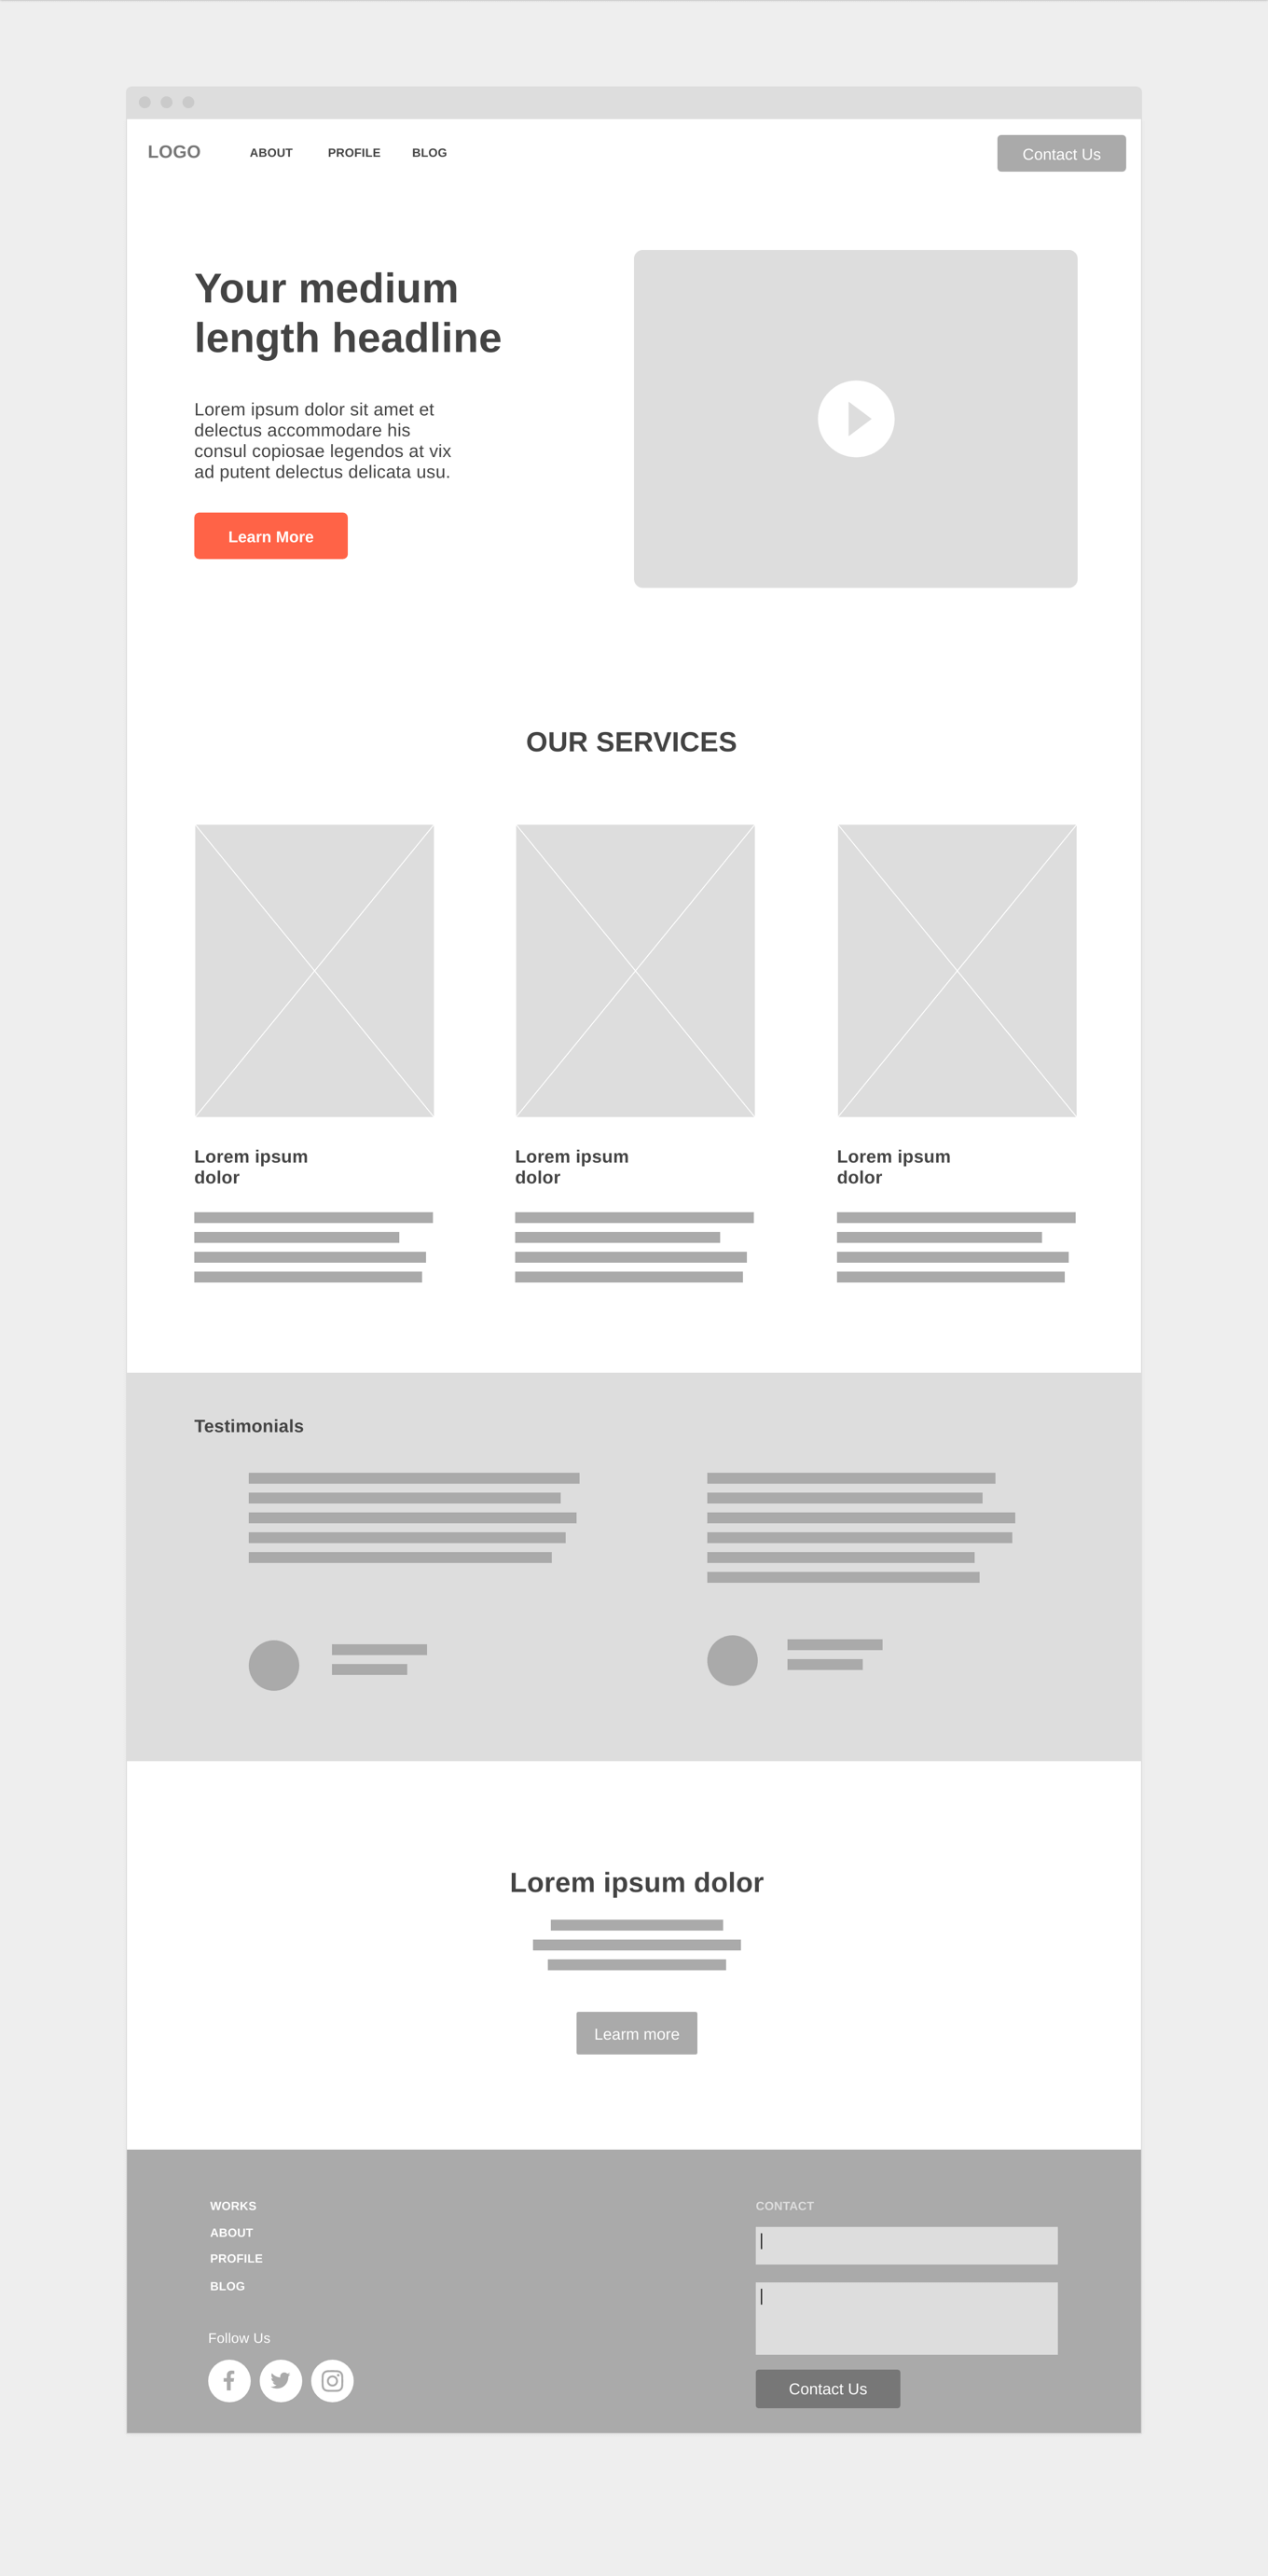 LOGO
ABOUT
PROFILE
BLOG
Contact Us
Your medium
length headline
Lorem ipsum dolor sit amet et
delectus accommodare his
consul copiosae legendos at vix
ad putent delectus delicata usu.
Learn More
OUR SERVICES
Lorem ipsum
dolor
Lorem ipsum
dolor
Lorem ipsum
dolor
Testimonials
Lorem ipsum dolor
Learm more
WORKS
ABOUT
PROFILE
BLOG
Follow Us
CONTACT
Contact Us